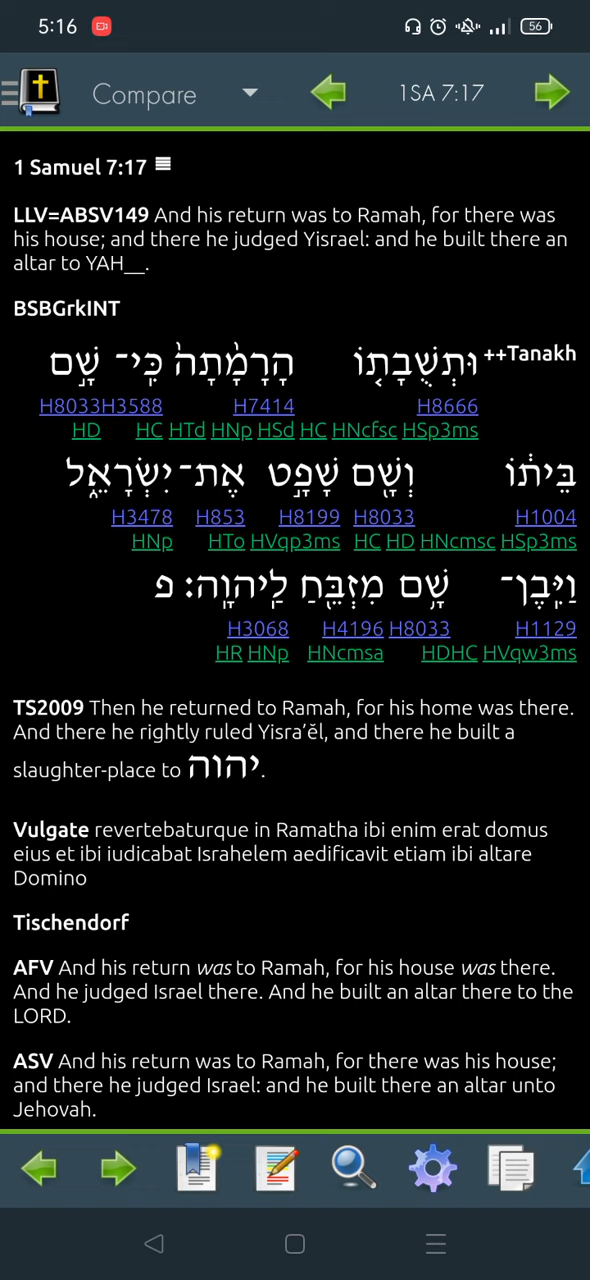 5:16 56
Compare 1SA 7:17
1 Samuel 7:17
LLV=ABSV149 And his return was to Ramah, for there was
his house; and there he judged Yisrael: and he built there an
altar to YAH__.
BSBGrkINT
++Tanakh וּתְשֻׁבָת֤וֹ הָרָמָ֙תָה֙ כִּֽי־ שָׁ֣ם
H8033 H3588 H7414 H8666
HD HC HTd HNp HSd HC HNcfsc HSp3ms
בֵּית֔וֹ וְשָׁ֖ם שָׁפָ֣ט אֶת־ יִשְׂרָאֵ֑ל
H3478 H853 H8199 H8033 H1004
HNp HTo HVqp3ms HC HD HNcmsc HSp3ms
וַיִּֽבֶן־ שָׁ֥ם מִזְבֵּ֖חַ לַֽיהוָֽה׃ פ
H3068 H4196 H8033 H1129
HR HNp HNcmsa HDHC HVqw3ms
TS2009 Then he returned to Ramah, for his home was there.
And there he rightly ruled Yisra’ĕl, and there he built a
slaughter-place to יהוה.
Vulgate revertebaturque in Ramatha ibi enim erat domus
eius et ibi iudicabat Israhelem aedificavit etiam ibi altare
Domino
Tischendorf
AFV And his return was to Ramah, for his house was there.
And he judged Israel there. And he built an altar there to the
LORD.
ASV And his return was to Ramah, for there was his house;
and there he judged Israel: and he built there an altar unto
Jehovah.